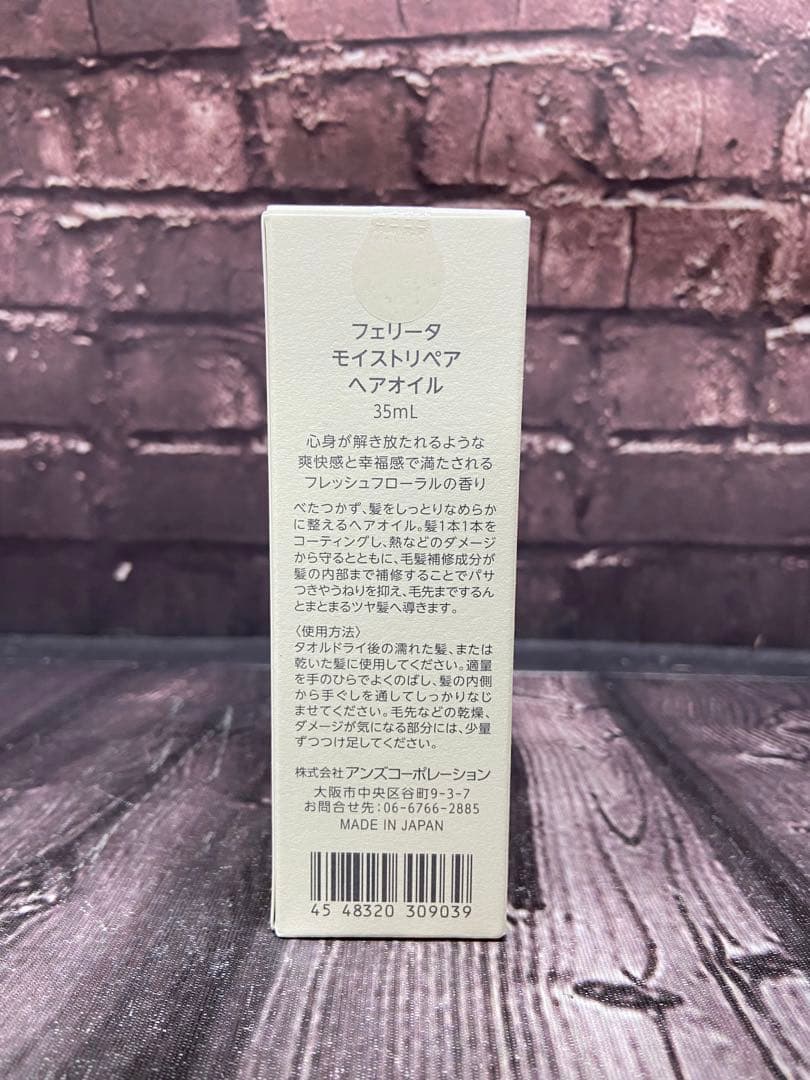 フェリータ
モイストリペア
ヘアオイル
35mL
心身が解き放たれるような
爽快感と幸福感で満たされる
フレッシュフローラルの香り
べたつかず、髪をしっとりなめらか
に整えるヘアオイル。髪1本1本を
コーティングし、熱などのダメージ
から守るとともに、毛髪補修成分が
髪の内部まで補修することでパサ
つきやうねりを抑え、毛先までするん
とまとまるツヤ髪へ導きます。
〈使用方法〉
タオルドライ後の濡れた髪、または
乾いた髪に使用してください。適量
を手のひらでよくのばし、髪の内側
から手ぐしを通してしっかりなじ
ませてください。毛先などの乾燥、
ダメージが気になる部分には、少量
ずつつけ足してください。
株式会社 アンズコーポレーション
大阪市中央区谷町9-3-7
お問合せ先：06-6766-2885
MADE IN JAPAN
45 48320 309039